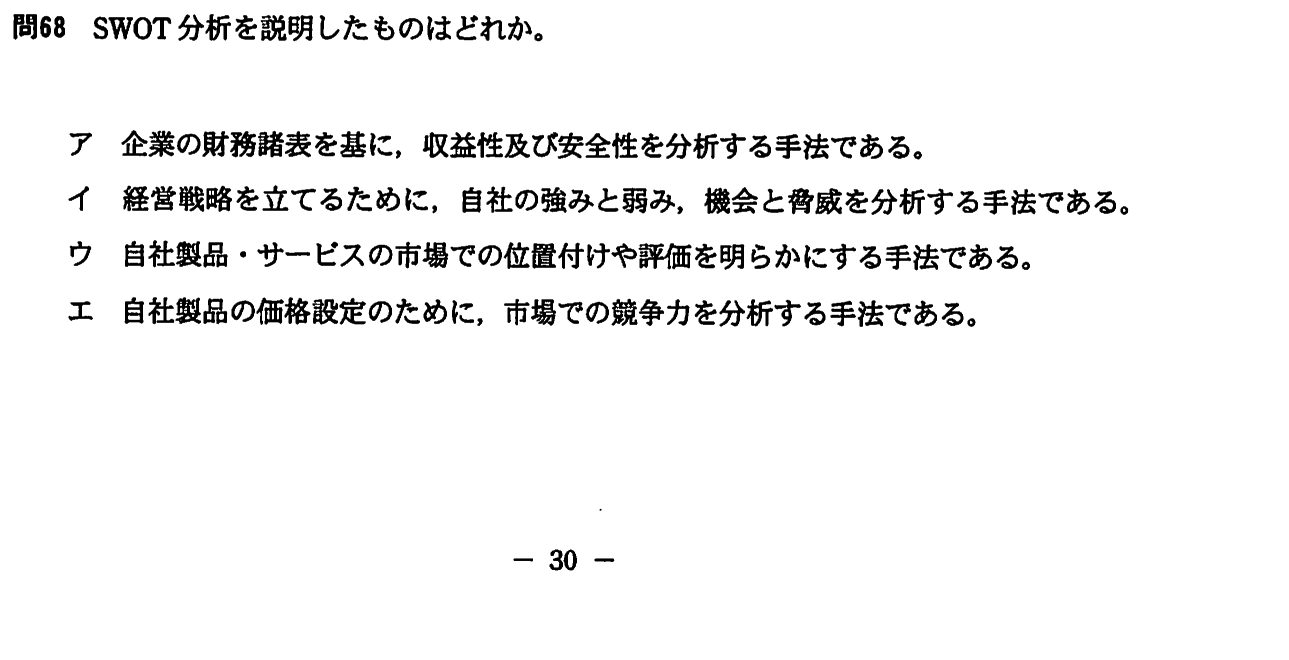 問68 SWOT分析を説明したものはどれか。
ア 企業の財務諸表を基に，収益性及び安全性を分析する手法である。
イ 経営戦略を立てるために，自社の強みと弱み，機会と脅威を分析する手法である。
ウ 自社製品・サービスの市場での位置付けや評価を明らかにする手法である。
エ 自社製品の価格設定のために，市場での競争力を分析する手法である。
－ 30 －